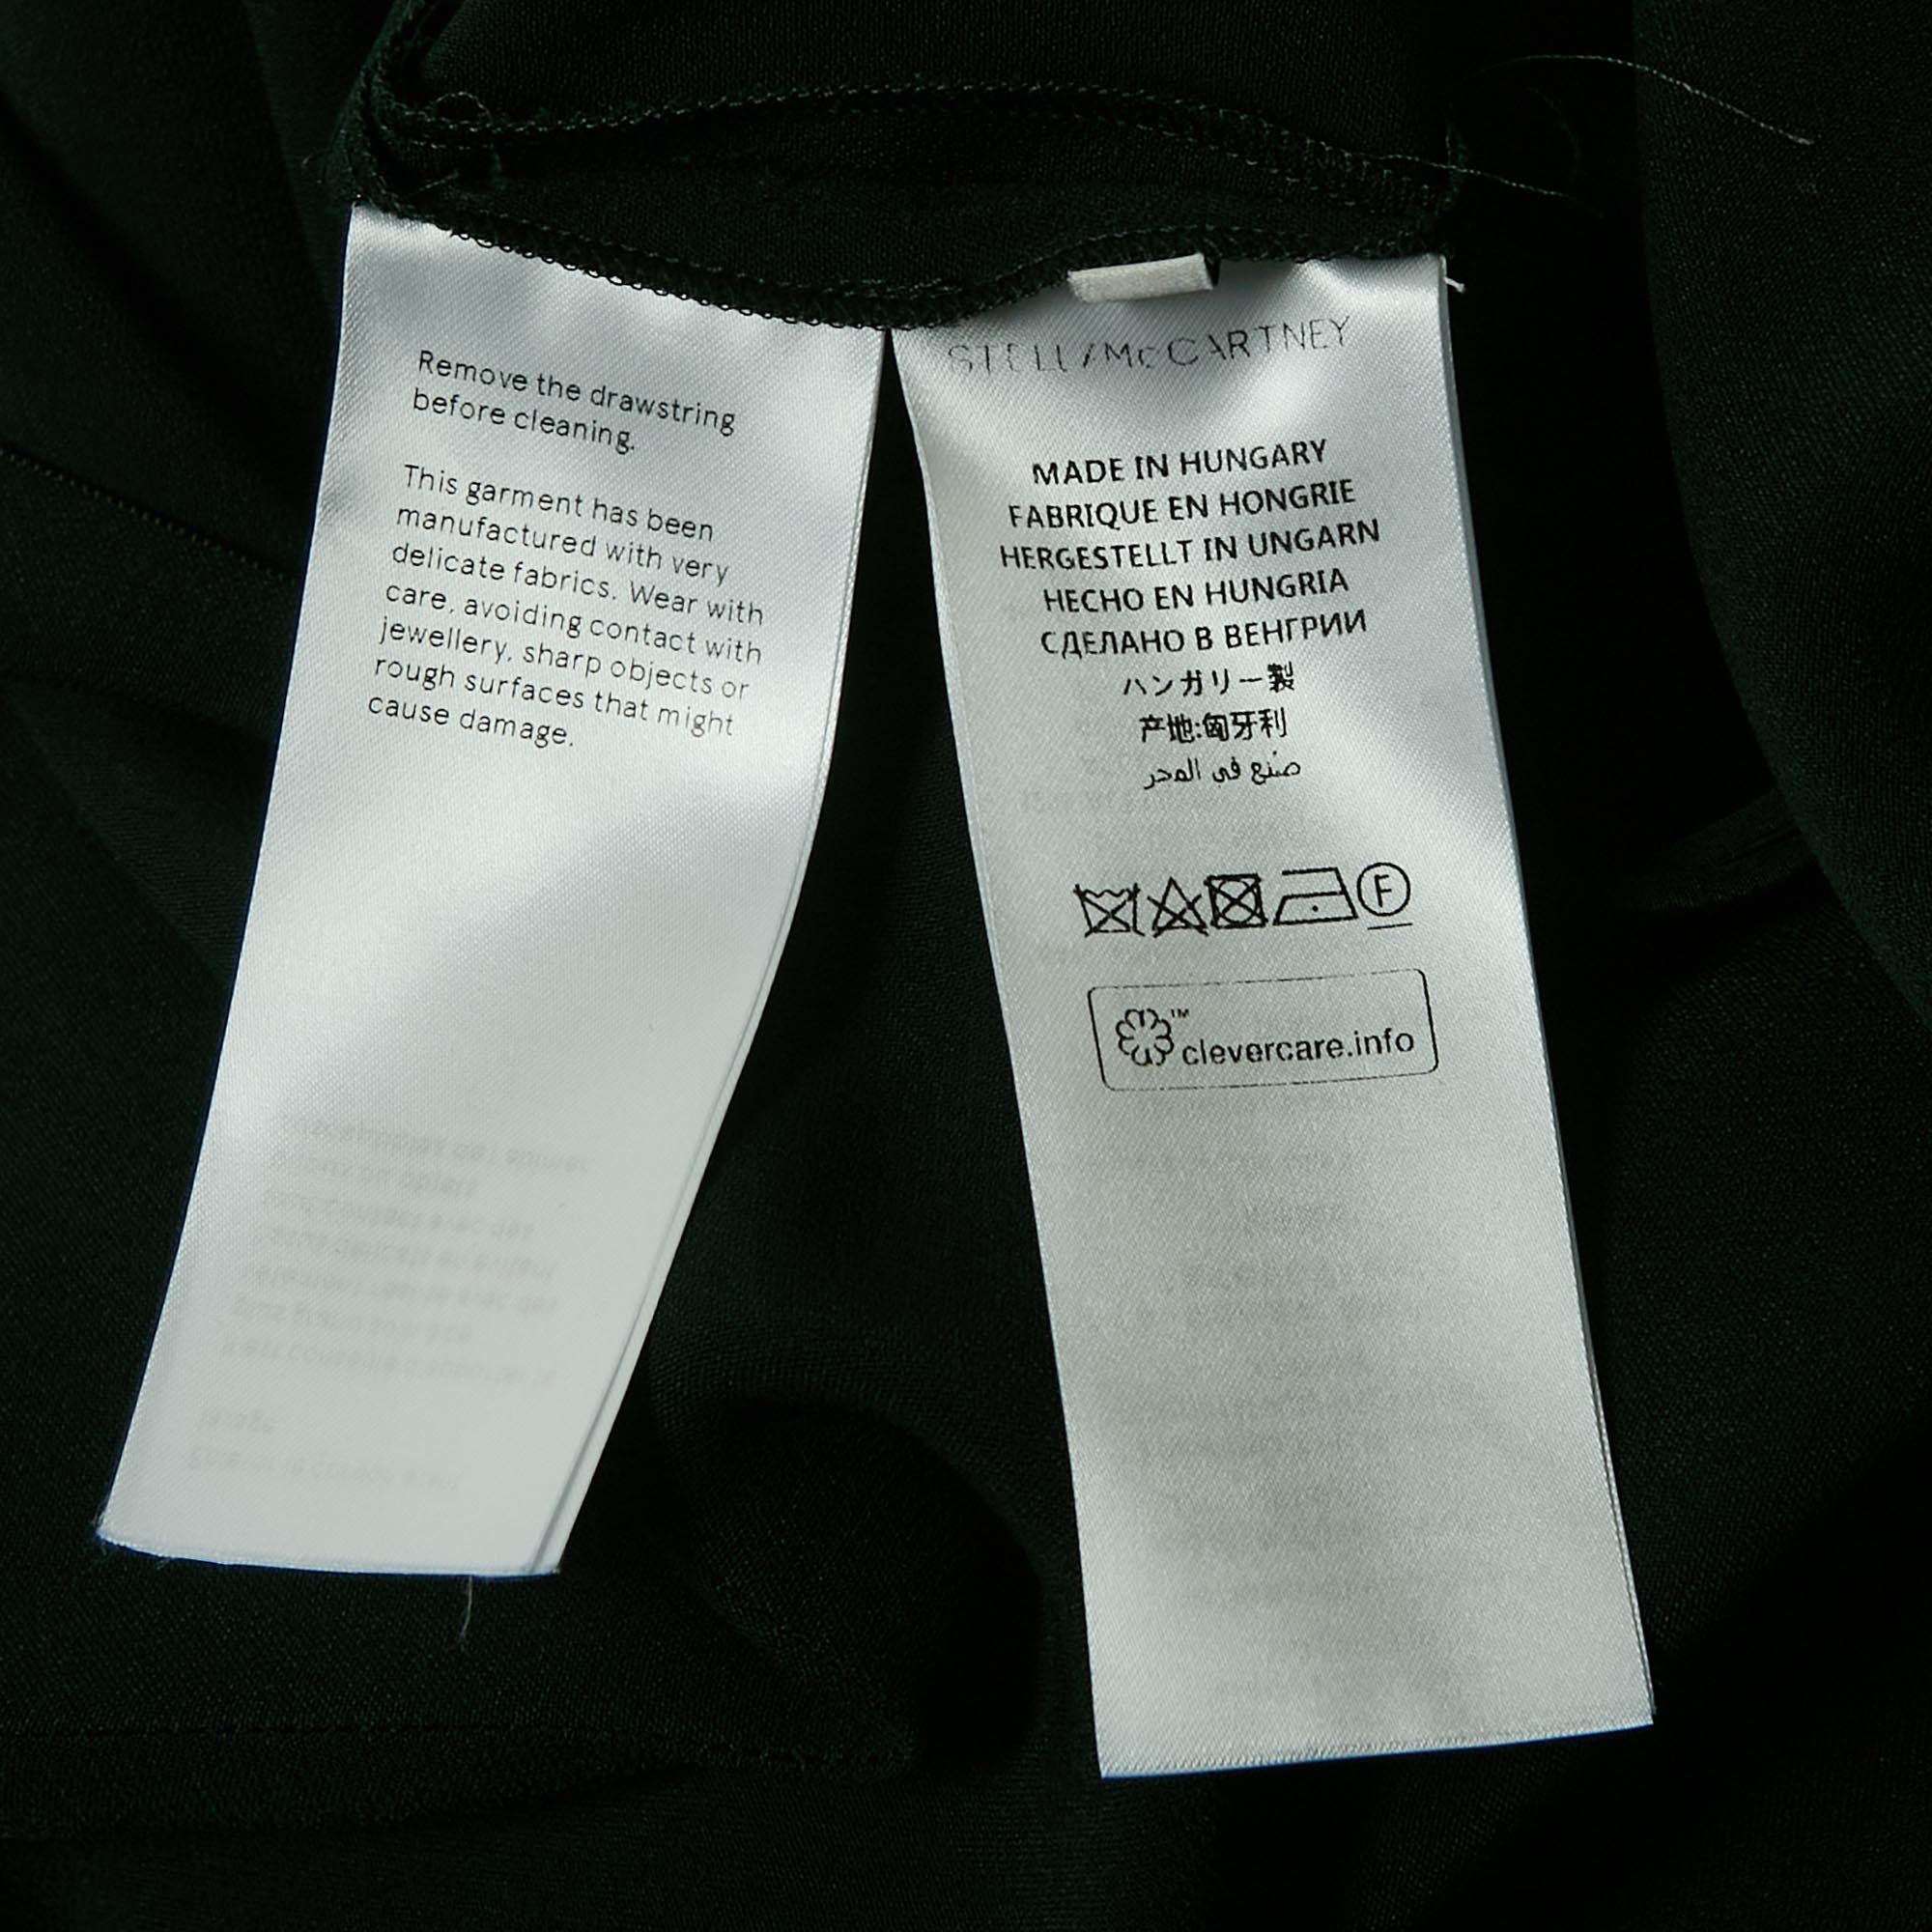 Remove the drawstring
before cleaning.
This garment has been
manufactured with very
delicate fabrics. Wear with
care, avoiding contact with
jewellery, sharp objects or
rough surfaces that might
cause damage.
STELLA McCARTNEY
MADE IN HUNGARY
FABRIQUE EN HONGRIE
HERGESTELLT IN UNGARN
HECHO EN HUNGRIA
СДЕЛАНО В ВЕНГРИИ
ハンガリー製
产地:匈牙利
صنع في المجر
F
™
clevercare.info